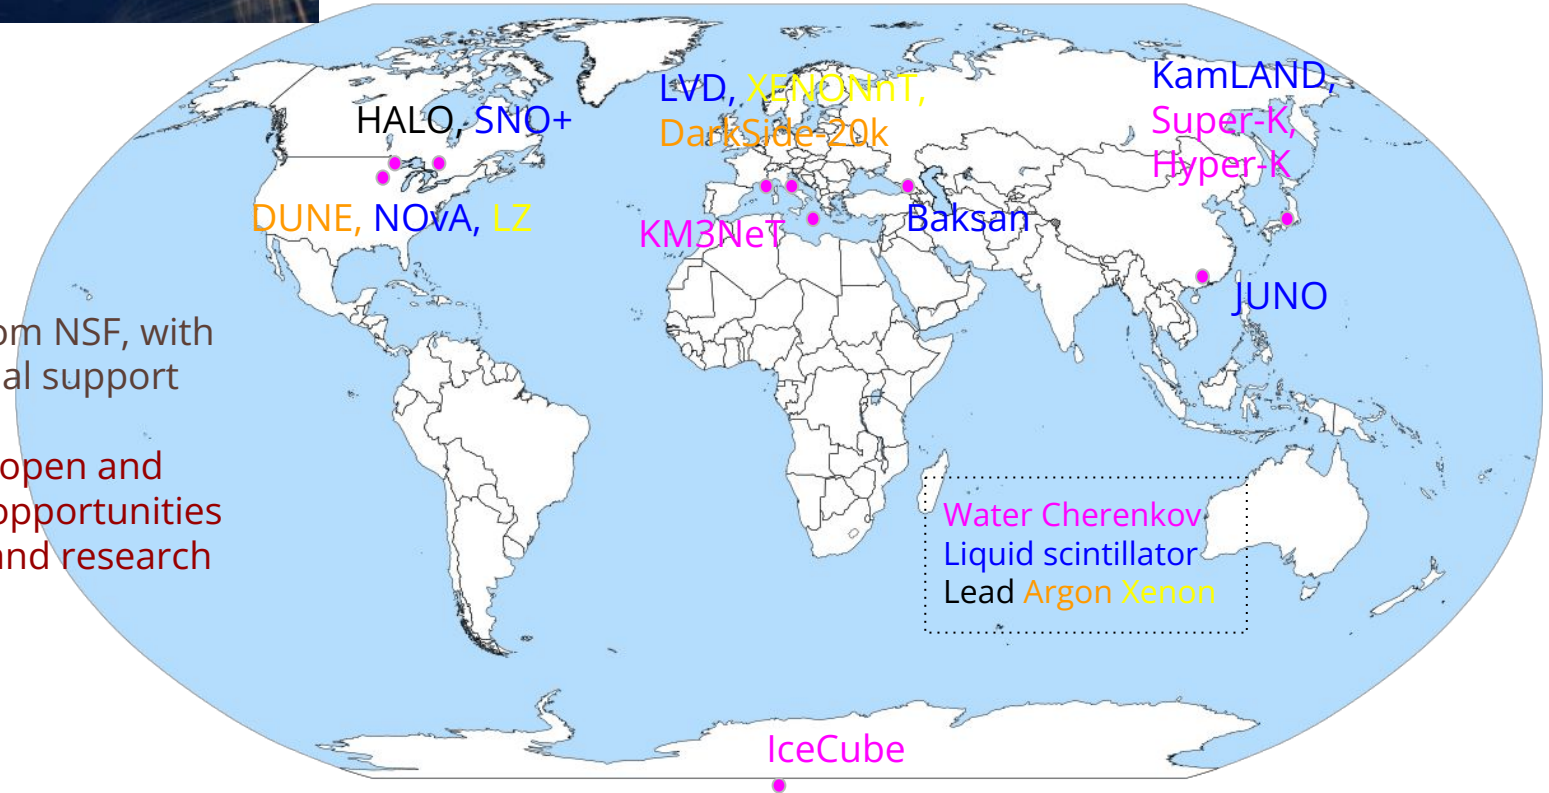 HALO, SNO+
DUNE, NOvA, LZ
LVD, XENONnT,
DarkSide-20k
KM3NeT
Baksan
KamLAND,
Super-K,
Hyper-K
JUNO
om NSF, with
al support
open and
opportunities
and research
Water Cherenkov
Liquid scintillator
Lead Argon Xenon
IceCube